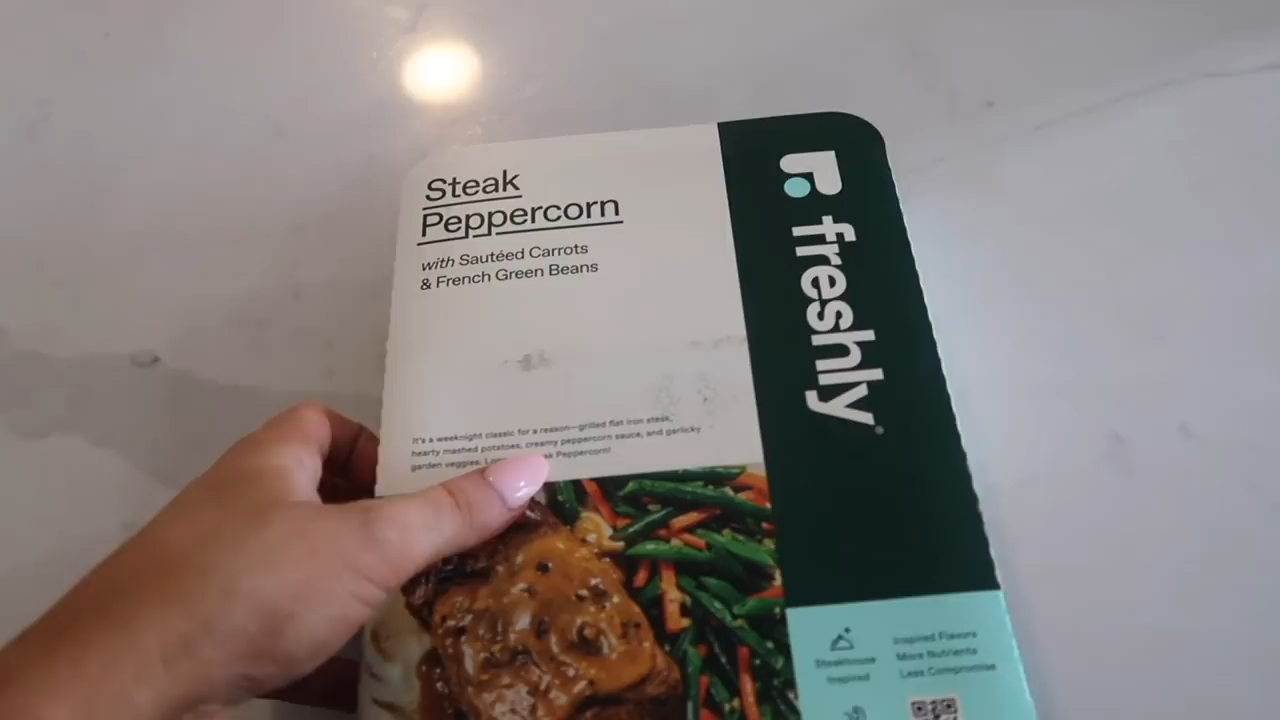 Steak
Peppercorn
with Sautéed Carrots
& French Green Beans
It's a weeknight classic for a reason—grilled flat iron steak,
hearty mashed potatoes, creamy peppercorn sauce, and garlicky
garden veggies. Peppercorn!
freshly®
Steakhouse
Inspired
Inspired Flavors
More Nutrients
Less Compromise